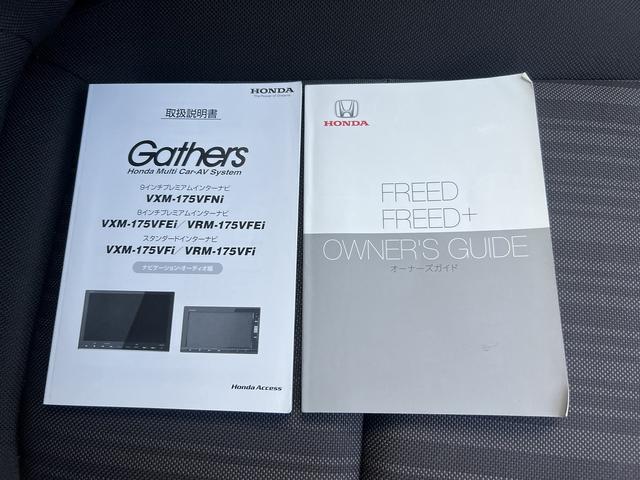 HONDA
The Power of Dreams
取扱説明書
Gathers
Honda Multi Car-AV System
9インチプレミアムインターナビ
VXM-175VFNi
8インチプレミアムインターナビ
VXM-175VFEi/VRM-175VFEi
スタンダードインターナビ
VXM-175VFi/VRM-175VFi
ナビゲーション・オーディオ編
Honda Access
HONDA
FREED
FREED+
OWNER'S GUIDE
オーナーズガイド